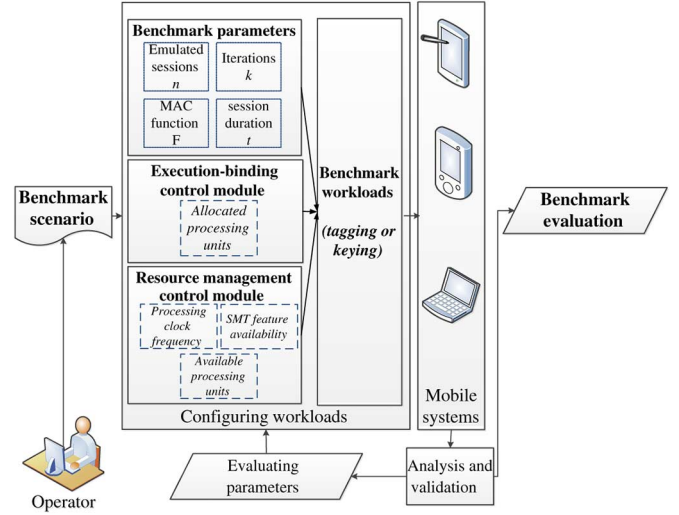 Benchmark parameters
Emulated
sessions
n
Iterations
k
MAC
function
F
session
duration
t
Execution-binding
control module
Allocated
processing
units
Resource management
control module
Processing
clock
frequency
SMT feature
availability
Available
processing
units
Benchmark
workloads
(tagging or
keying)
Configuring workloads
Benchmark
scenario
Operator
Mobile
systems
Benchmark
evaluation
Evaluating
parameters
Analysis and
validation